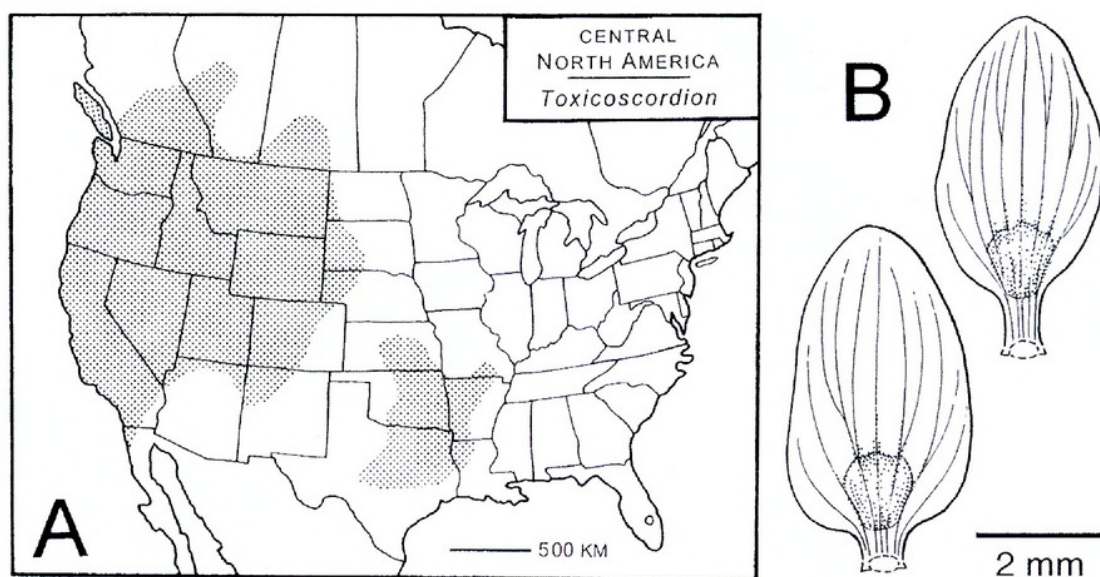 CENTRAL
NORTH AMERICA
Toxicoscordion
A
500 KM
B
2 mm